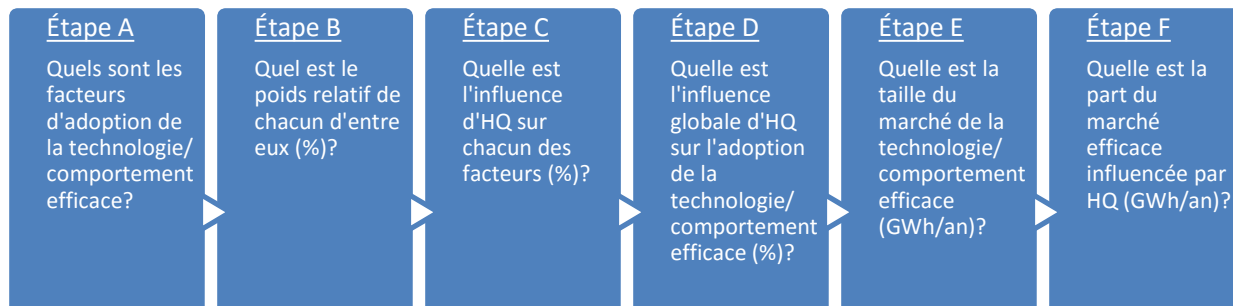 Étape A
Quels sont les
facteurs
d'adoption de
la technologie/
comportement
efficace?
Étape B
Quel est le
poids relatif de
chacun d'entre
eux (%)?
Étape C
Quelle est
l'influence
d'HQ sur
chacun des
facteurs (%)?
Étape D
Quelle est
l'influence
globale d'HQ
sur l'adoption
de la
technologie/
comportement
efficace (%)?
Étape E
Quelle est la
taille du
marché de la
technologie/
comportement
efficace
(GWh/an)?
Étape F
Quelle est la
part du
marché
efficace
influencée par
HQ (GWh/an)?